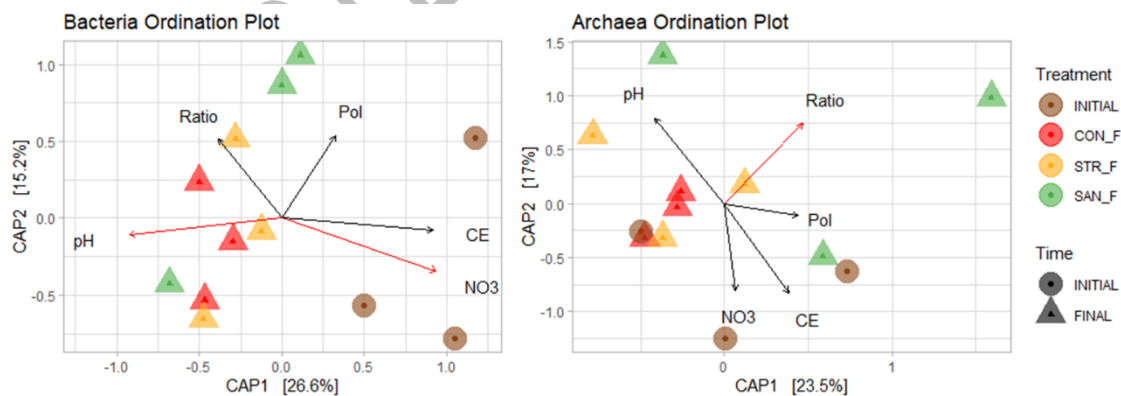 Bacteria Ordination Plot
1.0
0.5
0.0
-0.5
-1.0
-0.5
0.0
0.5
1.0
CAP2 [15.2%]
CAP1 [26.6%]
Ratio
Pol
pH
CE
NO3
Archaea Ordination Plot
1.5
1.0
0.5
0.0
-0.5
-1.0
0
1
CAP2 [17%]
CAP1 [23.5%]
pH
Ratio
Pol
NO3
CE
Treatment
INITIAL
CON_F
STR_F
SAN_F
Time
INITIAL
FINAL